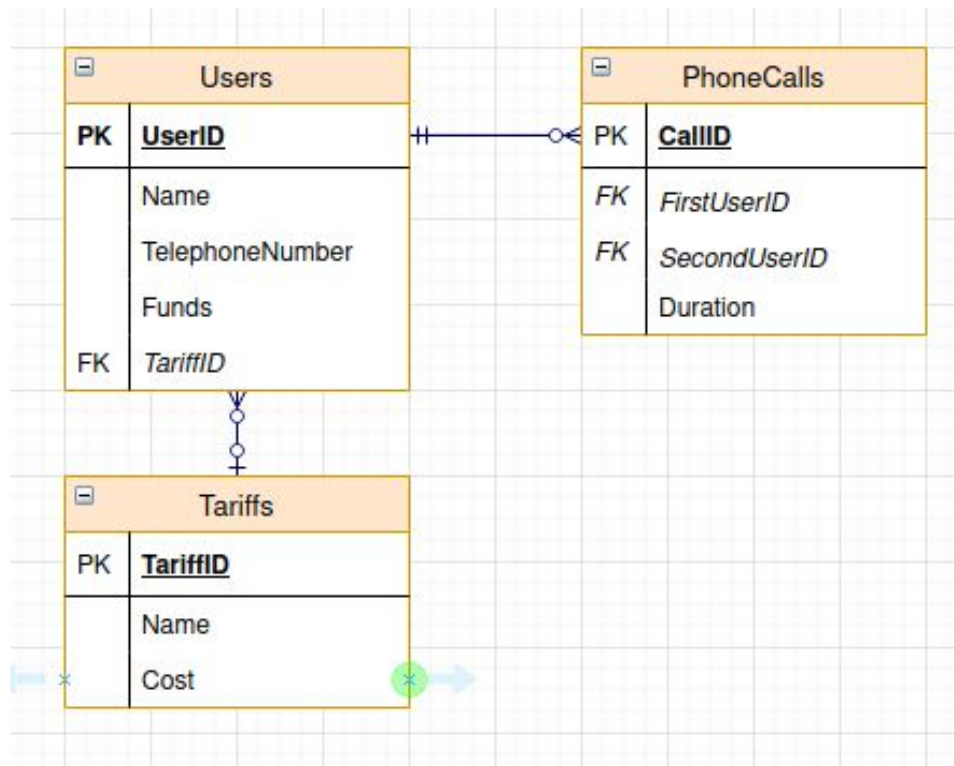 Users
PK UserID
Name
TelephoneNumber
Funds
FK TariffID
PhoneCalls
PK CallID
FK FirstUserID
FK SecondUserID
Duration
Tariffs
PK TariffID
Name
Cost